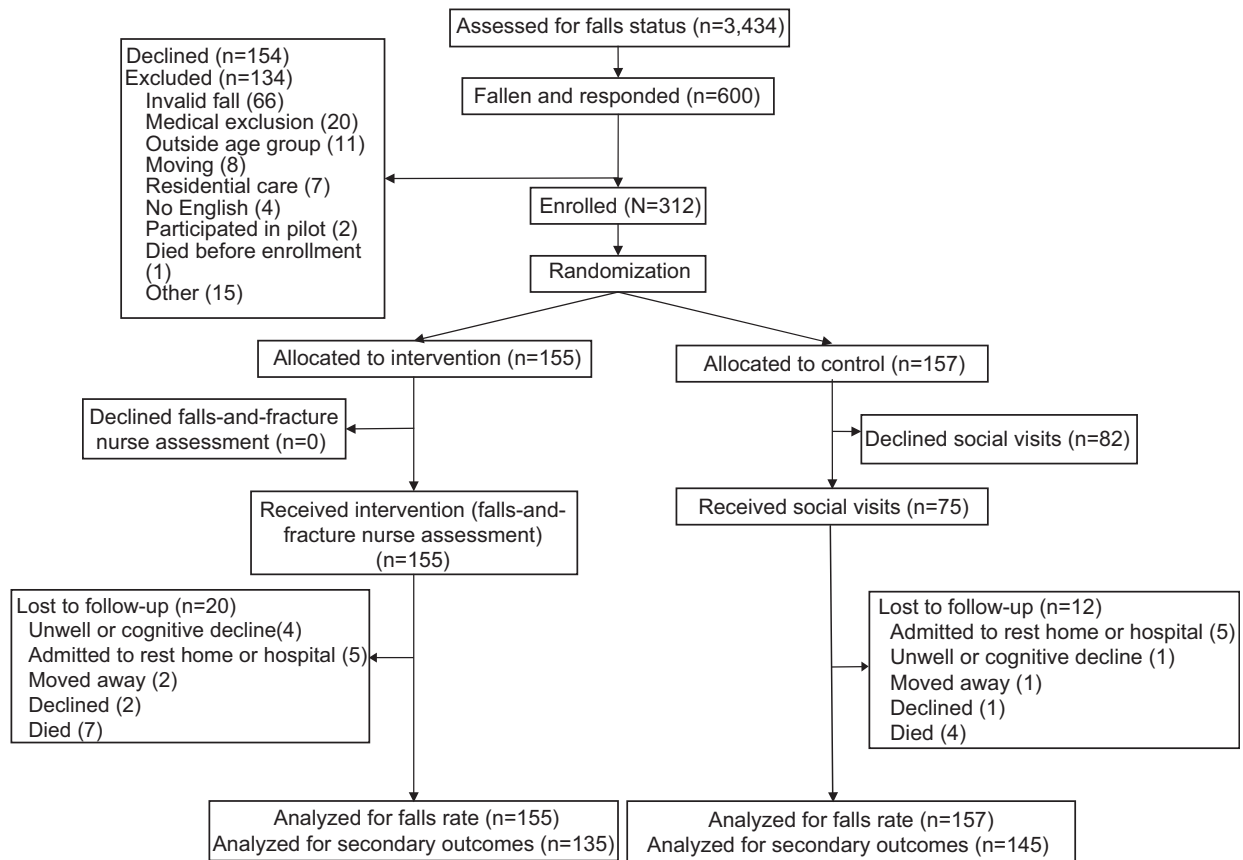 Assessed for falls status (n=3,434)
Declined (n=154)
Excluded (n=134)
Invalid fall (66)
Medical exclusion (20)
Outside age group (11)
Moving (8)
Residential care (7)
No English (4)
Participated in pilot (2)
Died before enrollment
(1)
Other (15)
Fallen and responded (n=600)
Enrolled (N=312)
Randomization
Allocated to intervention (n=155)
Allocated to control (n=157)
Declined falls-and-fracture
nurse assessment (n=0)
Declined social visits (n=82)
Received intervention (falls-and-
fracture nurse assessment)
(n=155)
Received social visits (n=75)
Lost to follow-up (n=20)
Unwell or cognitive decline(4)
Admitted to rest home or hospital (5)
Moved away (2)
Declined (2)
Died (7)
Lost to follow-up (n=12)
Admitted to rest home or hospital (5)
Unwell or cognitive decline (1)
Moved away (1)
Declined (1)
Died (4)
Analyzed for falls rate (n=155)
Analyzed for secondary outcomes (n=135)
Analyzed for falls rate (n=157)
Analyzed for secondary outcomes (n=145)